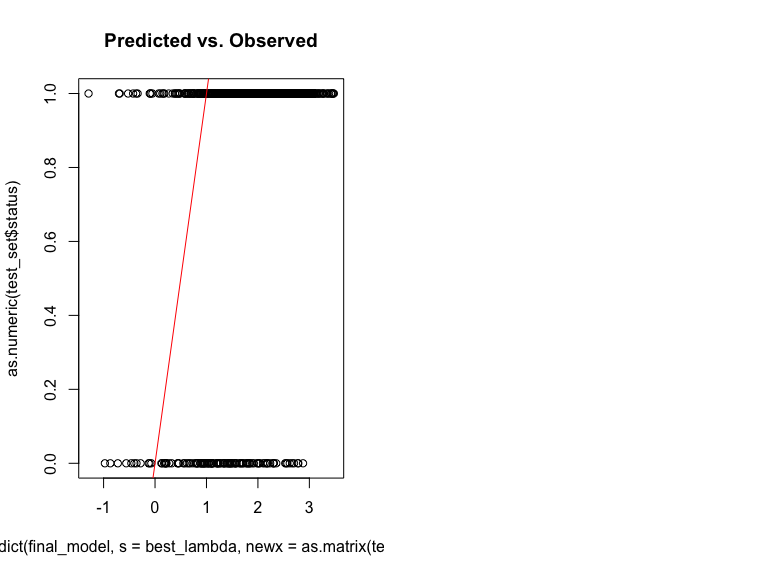 Predicted vs. Observed
as.numeric(test_set$status)
1.0
0.8
0.6
0.4
0.2
0.0
-1 0 1 2 3
dict(final_model, s = best_lambda, newx = as.matrix(te